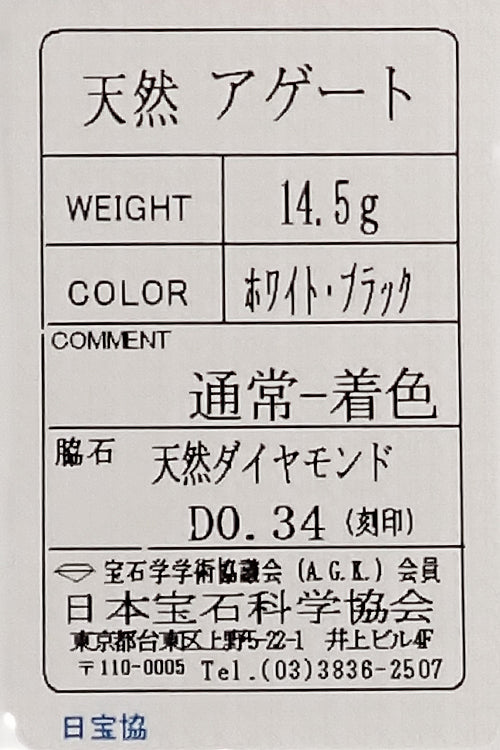 天然 アゲート
WEIGHT 14.5g
COLOR ホワイト・ブラック
COMMENT
通常-着色
脇石 天然ダイヤモンド
D0.34 (刻印)
宝石学学術協議会 (A.G.K.) 会員
日本宝石科学協会
東京都台東区上野5-22-1 井上ビル4F
〒110-0005 Tel.(03)3836-2507
日宝協